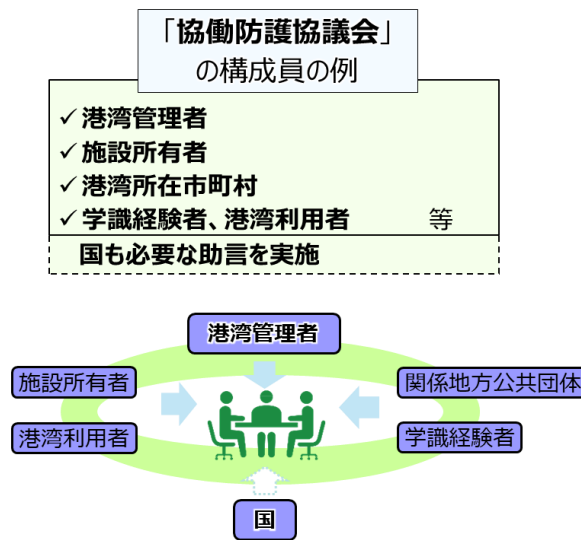 「協働防護協議会」
の構成員の例
✓港湾管理者
✓施設所有者
✓港湾所在市町村
✓学識経験者、港湾利用者　等
国も必要な助言を実施
港湾管理者
施設所有者
関係地方公共団体
港湾利用者
学識経験者
国